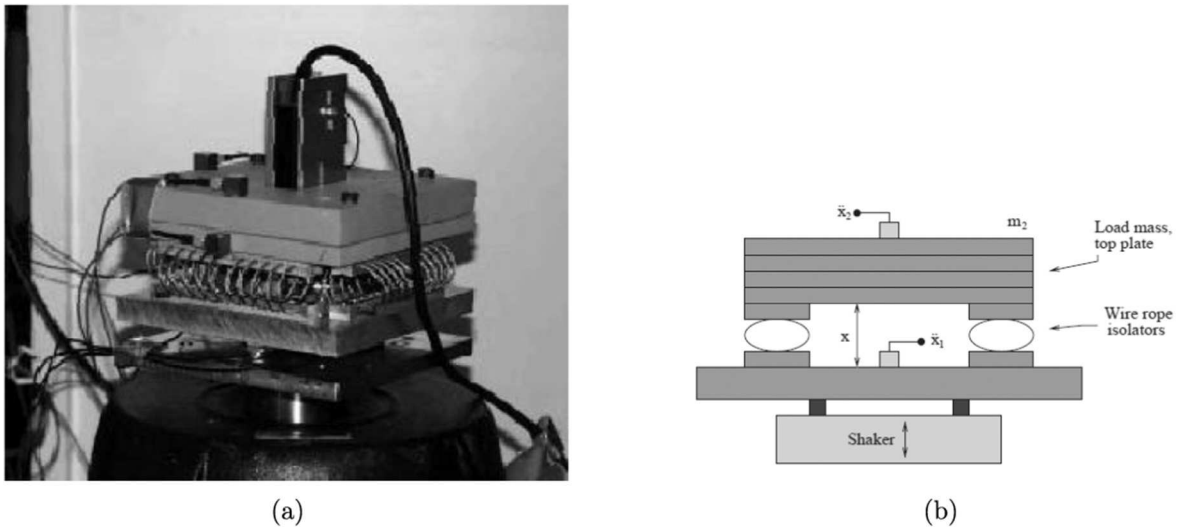 ẍ₂
m₂
Load mass,
top plate
Wire rope
isolators
x
ẍ₁
Shaker
(a)
(b)